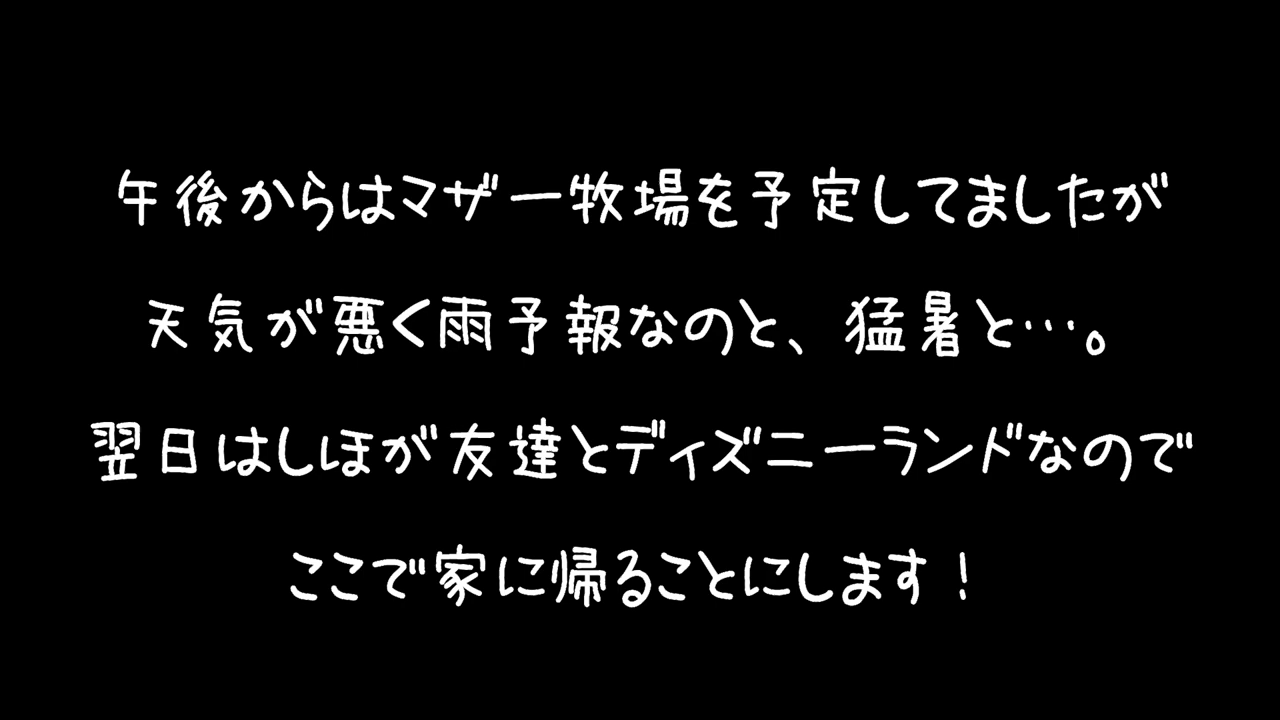 午後からはマザー牧場を予定してましたが
天気が悪く雨予報なのと、猛暑と…。
翌日はしほが友達とディズニーランドなので
ここで家に帰ることにします！